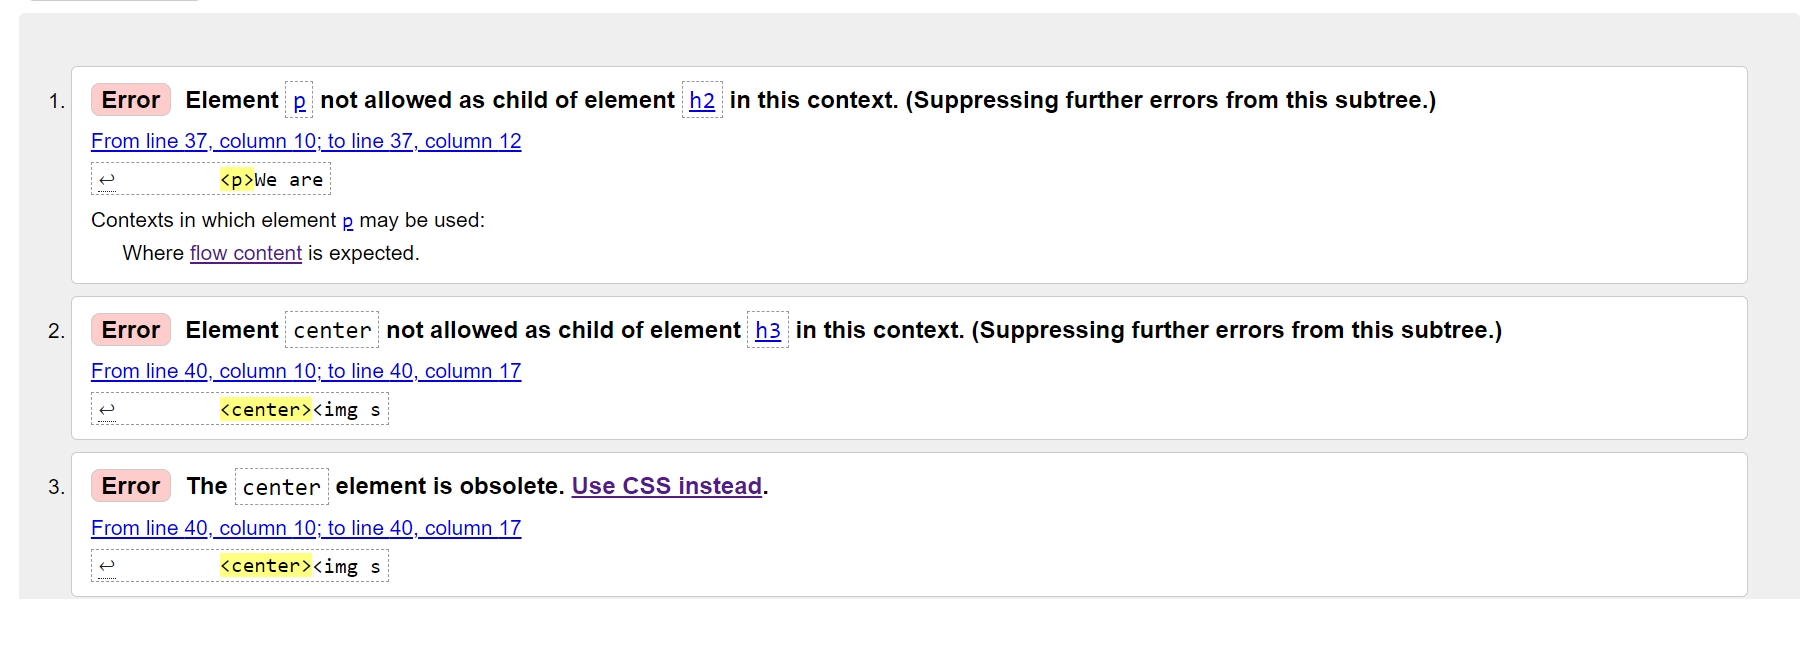 1. Error Element p not allowed as child of element h2 in this context. (Suppressing further errors from this subtree.)
From line 37, column 10; to line 37, column 12
↩ <p>We are
Contexts in which element p may be used:
Where flow content is expected.
2. Error Element center not allowed as child of element h3 in this context. (Suppressing further errors from this subtree.)
From line 40, column 10; to line 40, column 17
↩ <center><img s
3. Error The center element is obsolete. Use CSS instead.
From line 40, column 10; to line 40, column 17
↩ <center><img s